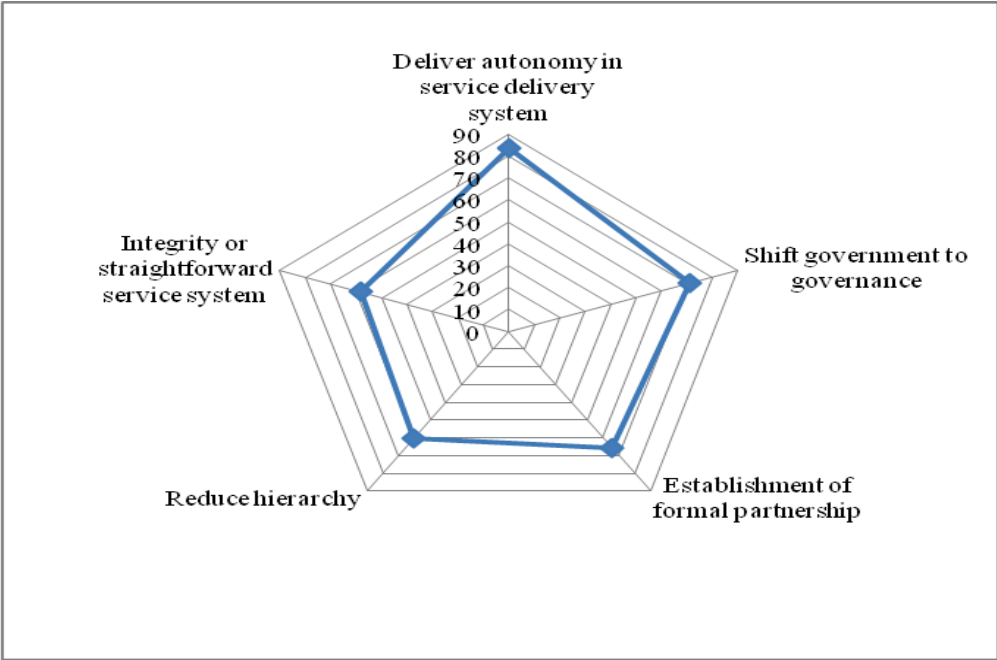 Deliver autonomy in
service delivery
system
90
80
70
60
50
40
30
20
10
0
Shift government to
governance
Establishment of
formal partnership
Reduce hierarchy
Integrity or
straightforward
service system